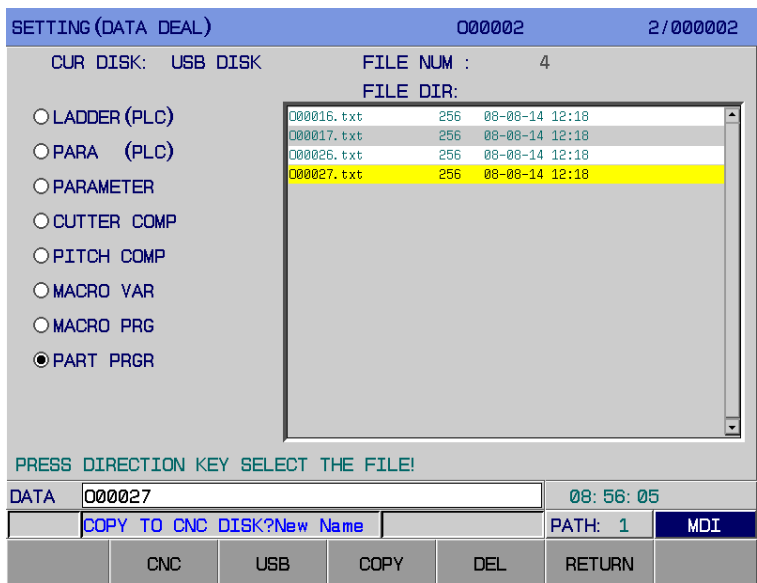 SETTING(DATA DEAL) O00002 2/000002
CUR DISK: USB DISK FILE NUM : 4
FILE DIR:
LADDER(PLC)
PARA (PLC)
PARAMETER
CUTTER COMP
PITCH COMP
MACRO VAR
MACRO PRG
PART PRGR
O00016.txt 256 08-08-14 12:18
O00017.txt 256 08-08-14 12:18
O00026.txt 256 08-08-14 12:18
O00027.txt 256 08-08-14 12:18
PRESS DIRECTION KEY SELECT THE FILE!
DATA O00027 08:56:05
COPY TO CNC DISK?New Name PATH: 1 MDI
CNC USB COPY DEL RETURN